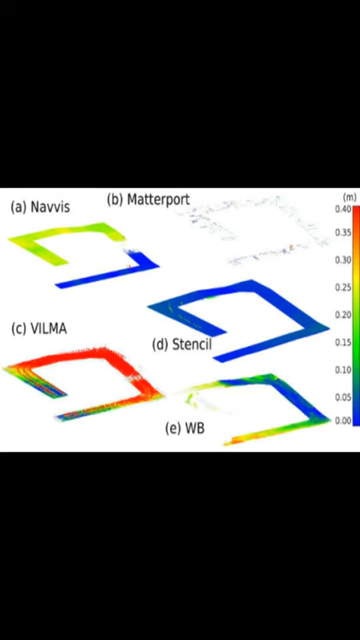 (a) Navvis
(b) Matterport
(c) VILMA
(d) Stencil
(e) WB
(m)
0.40
0.35
0.30
0.25
0.20
0.15
0.10
0.05
0.00